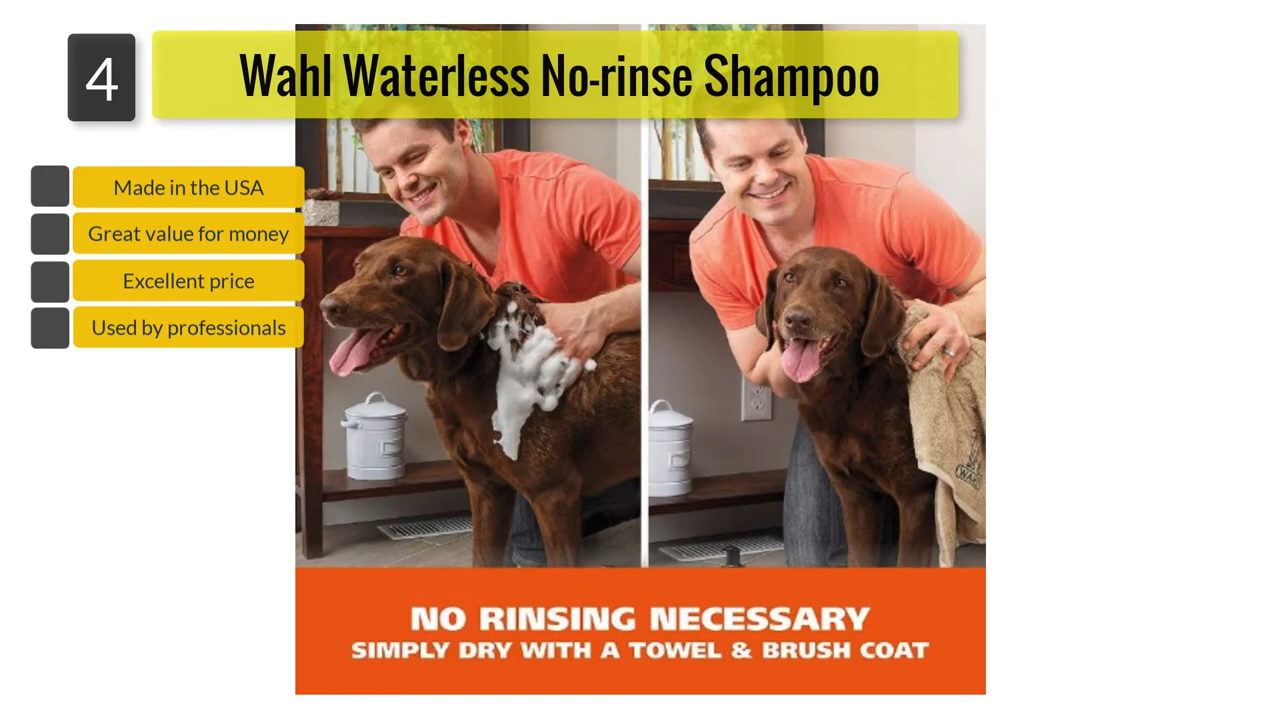 4
Wahl Waterless No-rinse Shampoo
Made in the USA
Great value for money
Excellent price
Used by professionals
NO RINSING NECESSARY
SIMPLY DRY WITH A TOWEL & BRUSH COAT